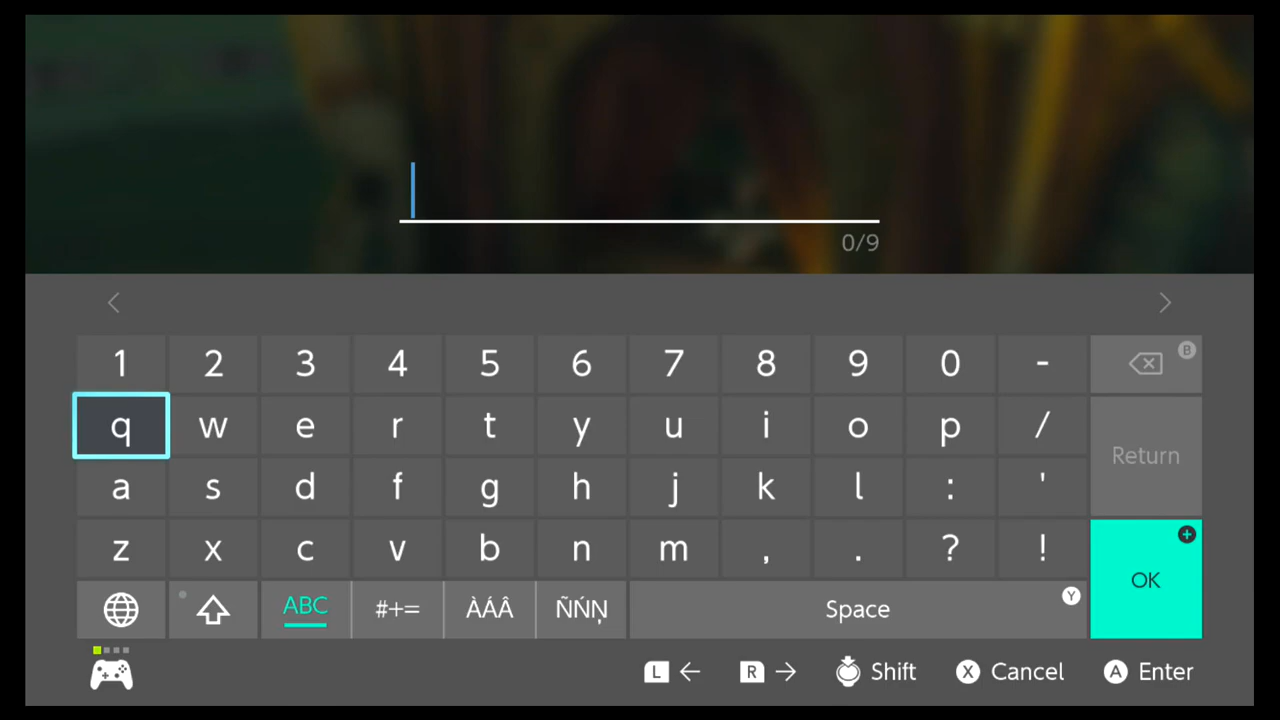 0/9
1 2 3 4 5 6 7 8 9 0 - B
q w e r t y u i o p / Return
a s d f g h j k l : '
z x c v b n m , . ? ! + OK
ABC #+= ÀÁÂ ÑŃŅ Space Y
L ← R → Shift X Cancel A Enter